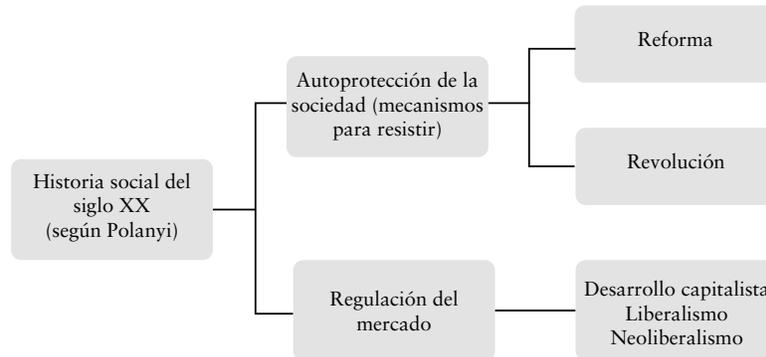 Historia social del
siglo XX
(según Polanyi)
Autoprotección de la
sociedad (mecanismos
para resistir)
Reforma
Revolución
Regulación del
mercado
Desarrollo capitalista
Liberalismo
Neoliberalismo